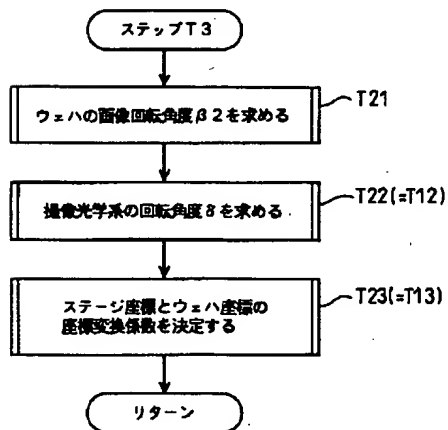 ステップT3
ウェハの画像回転角度β2を求める
T21
撮像光学系の回転角度δを求める
T22(=T12)
ステージ座標とウェハ座標の
座標変換係数を決定する
T23(=T13)
リターン